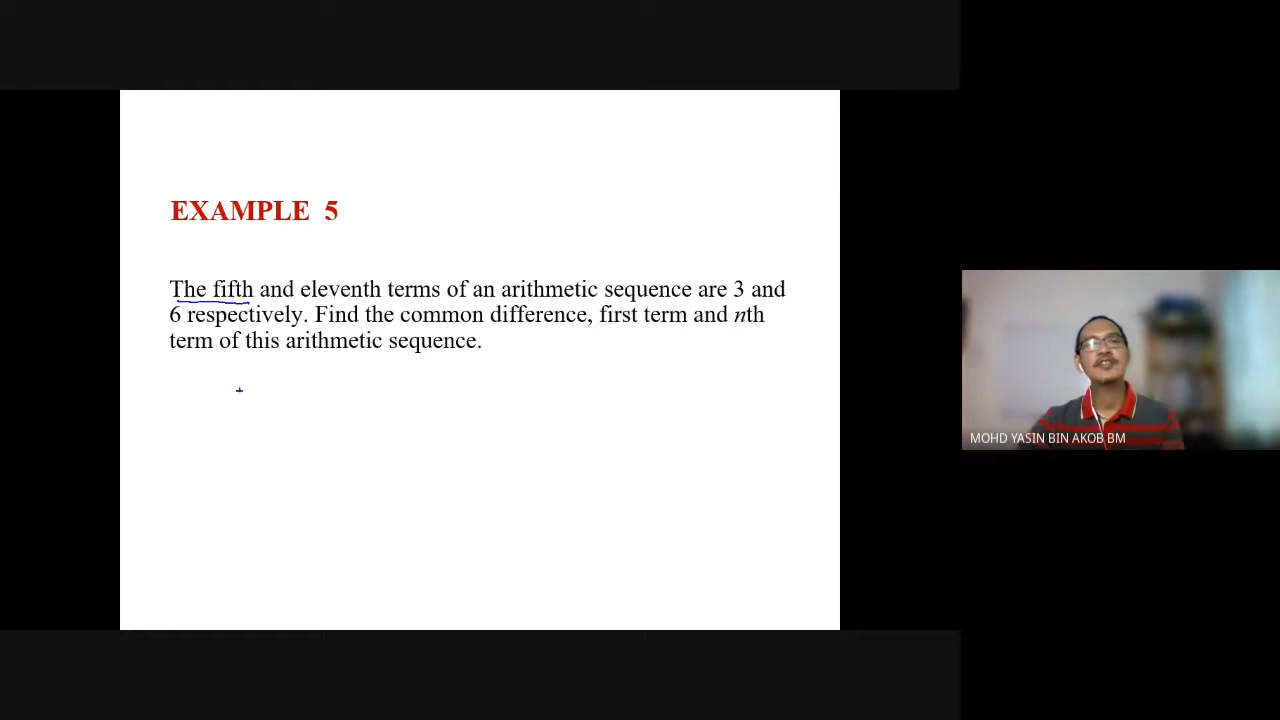 EXAMPLE 5
The fifth and eleventh terms of an arithmetic sequence are 3 and
6 respectively. Find the common difference, first term and nth
term of this arithmetic sequence.
MOHD YASIN BIN AKOB BM